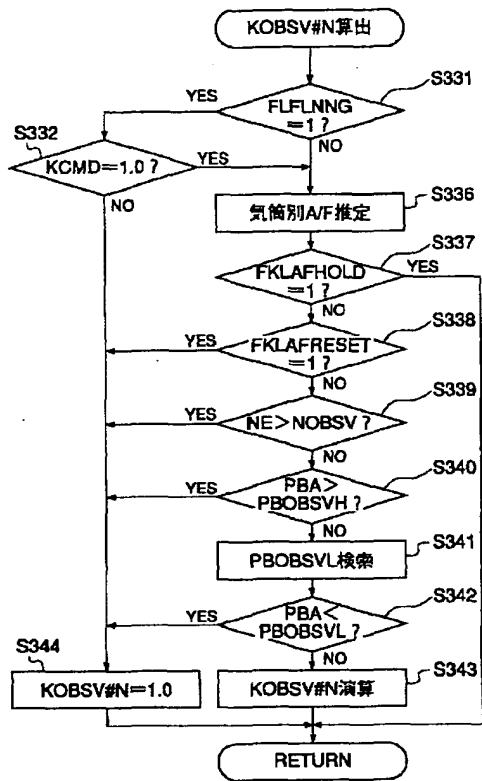 KOBSV#N算出
S331
YES
FLFLNNG
=1?
S332
NO
KCMD=1.0?
YES
NO
S336
気筒別A/F推定
S337
FKLAFHOLD
=1?
YES
NO
S338
YES
FKLAFRESET
=1?
NO
S339
YES
NE>NOBSV?
NO
S340
YES
PBA>
PBOBSVH?
NO
S341
PBOBSVL検索
S342
YES
PBA<
PBOBSVL?
NO
S344
S343
KOBSV#N=1.0
KOBSV#N演算
RETURN